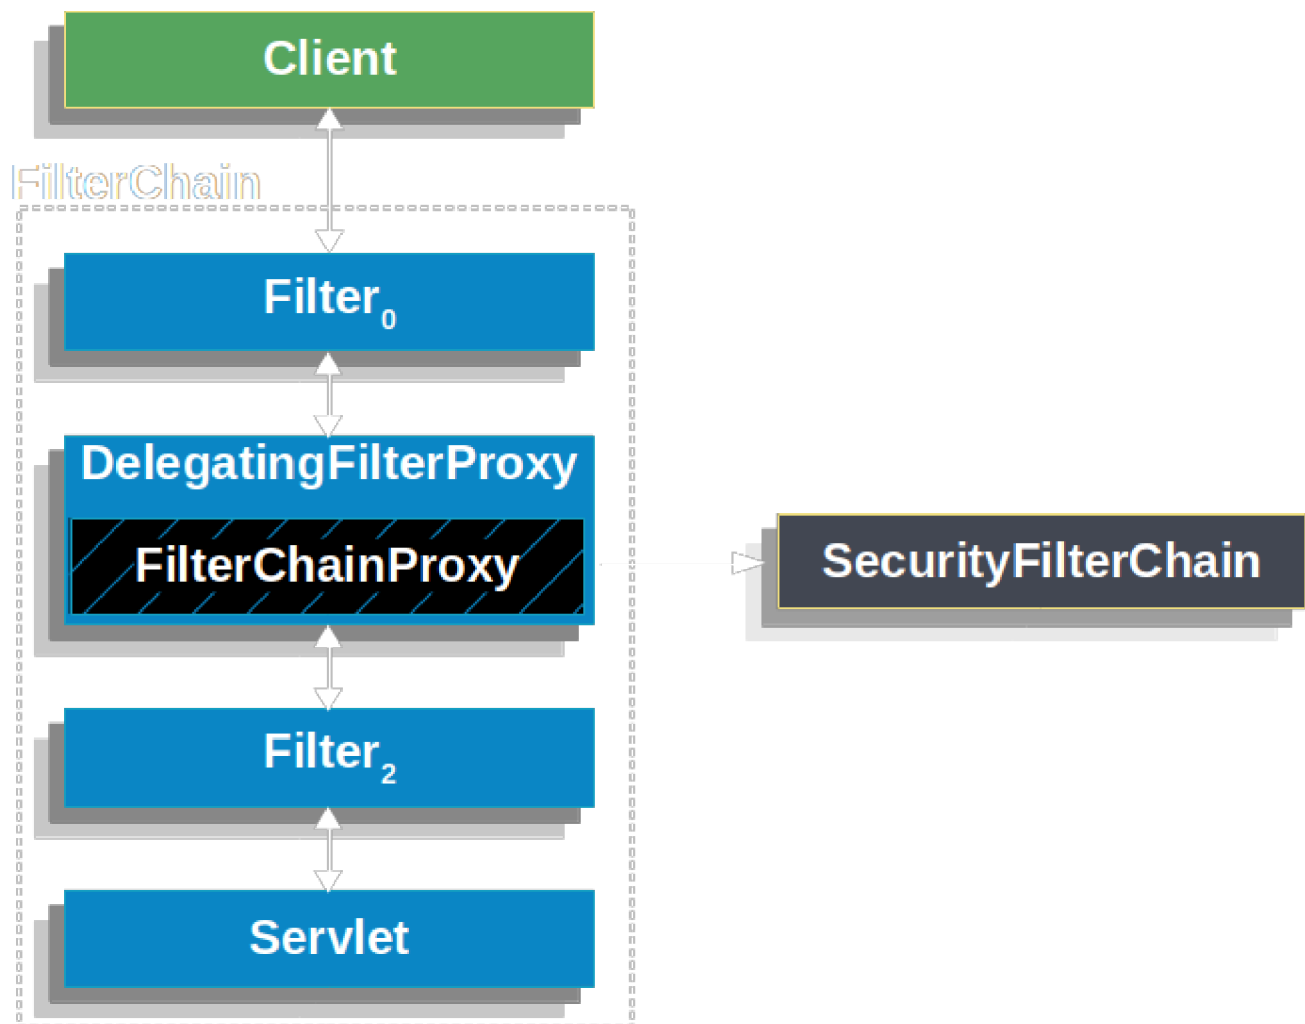 Client
FilterChain
Filter0
DelegatingFilterProxy
FilterChainProxy
SecurityFilterChain
Filter2
Servlet